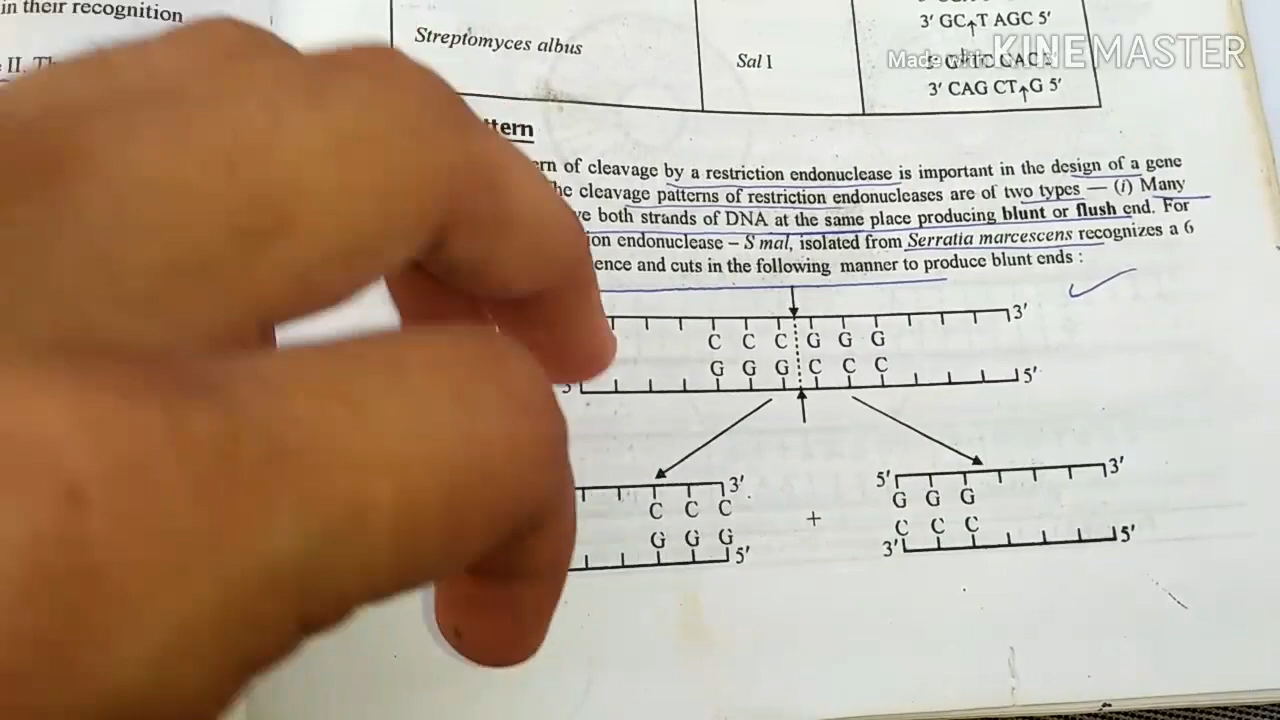 in their recognition
II. Th
3′ GC↑T AGC 5′
Streptomyces albus
Sal I
Made with KINEMASTER
3′ CAG CT↑G 5′
ttern
ern of cleavage by a restriction endonuclease is important in the design of a gene
he cleavage patterns of restriction endonucleases are of two types — (i) Many
ve both strands of DNA at the same place producing blunt or flush end. For
ion endonuclease – S mal, isolated from Serratia marcescens recognizes a 6
ence and cuts in the following manner to produce blunt ends :
3′
C C C G G G
G G G C C C
5′
3′
C C C
G G G
5′
+
5′ 3′
G G G
C C C
3′ 5′